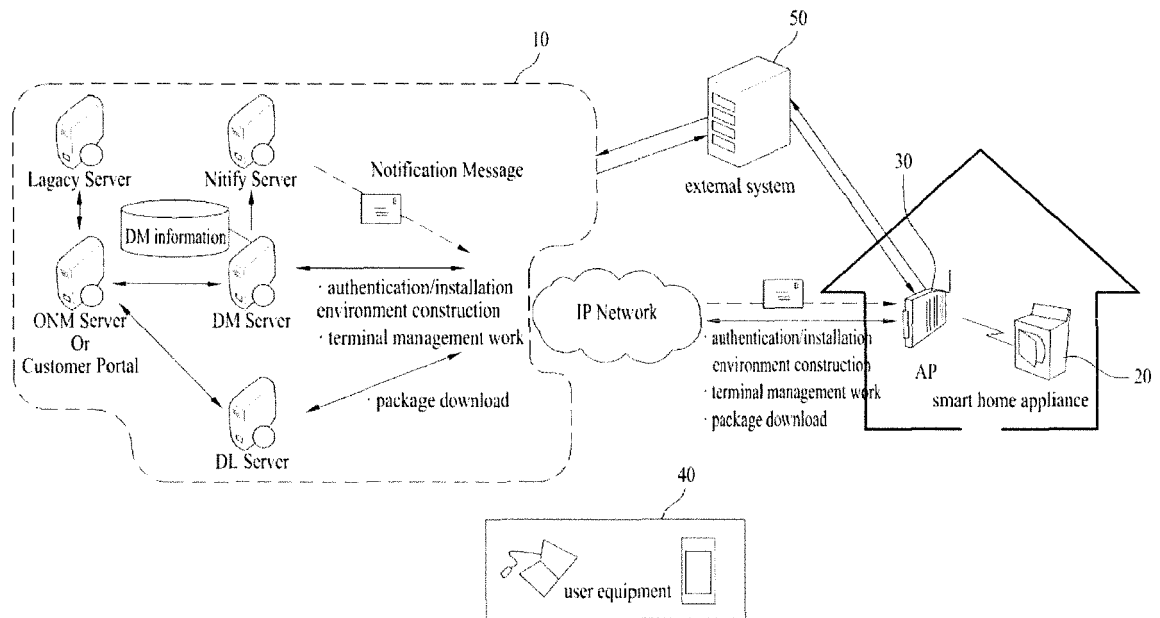 50
10
Lagacy Server
Nitify Server
Notification Message
external system
30
DM information
ONM Server
Or
Customer Portal
DM Server
· authentication/installation
environment construction
· terminal management work
IP Network
· authentication/installation
environment construction
· terminal management work
· package download
AP
smart home appliance
20
· package download
DL Server
40
user equipment